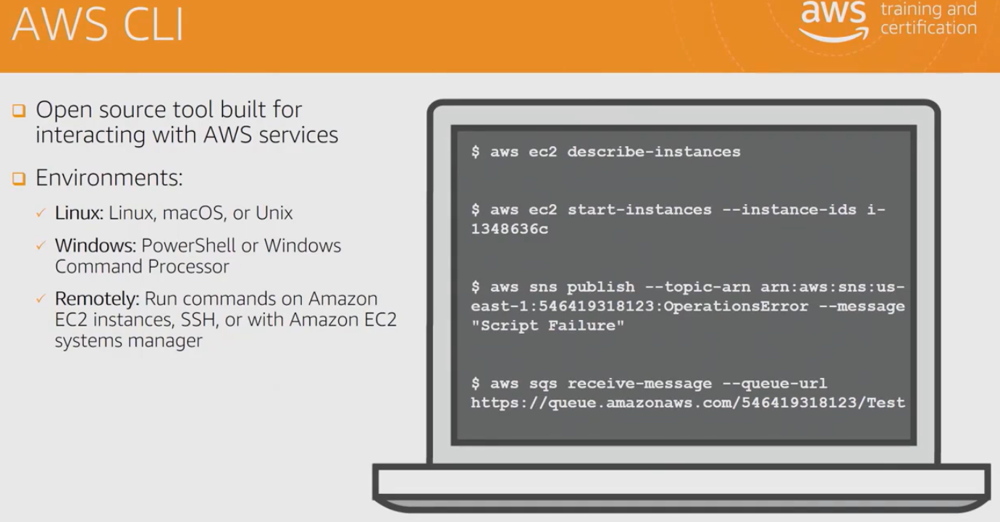 AWS CLI
aws training and
certification
Open source tool built for
interacting with AWS services
Environments:
Linux: Linux, macOS, or Unix
Windows: PowerShell or Windows
Command Processor
Remotely: Run commands on Amazon
EC2 instances, SSH, or with Amazon EC2
systems manager
$ aws ec2 describe-instances
$ aws ec2 start-instances --instance-ids i-
1348636c
$ aws sns publish --topic-arn arn:aws:sns:us-
east-1:546419318123:OperationsError --message
"Script Failure"
$ aws sqs receive-message --queue-url
https://queue.amazonaws.com/546419318123/Test